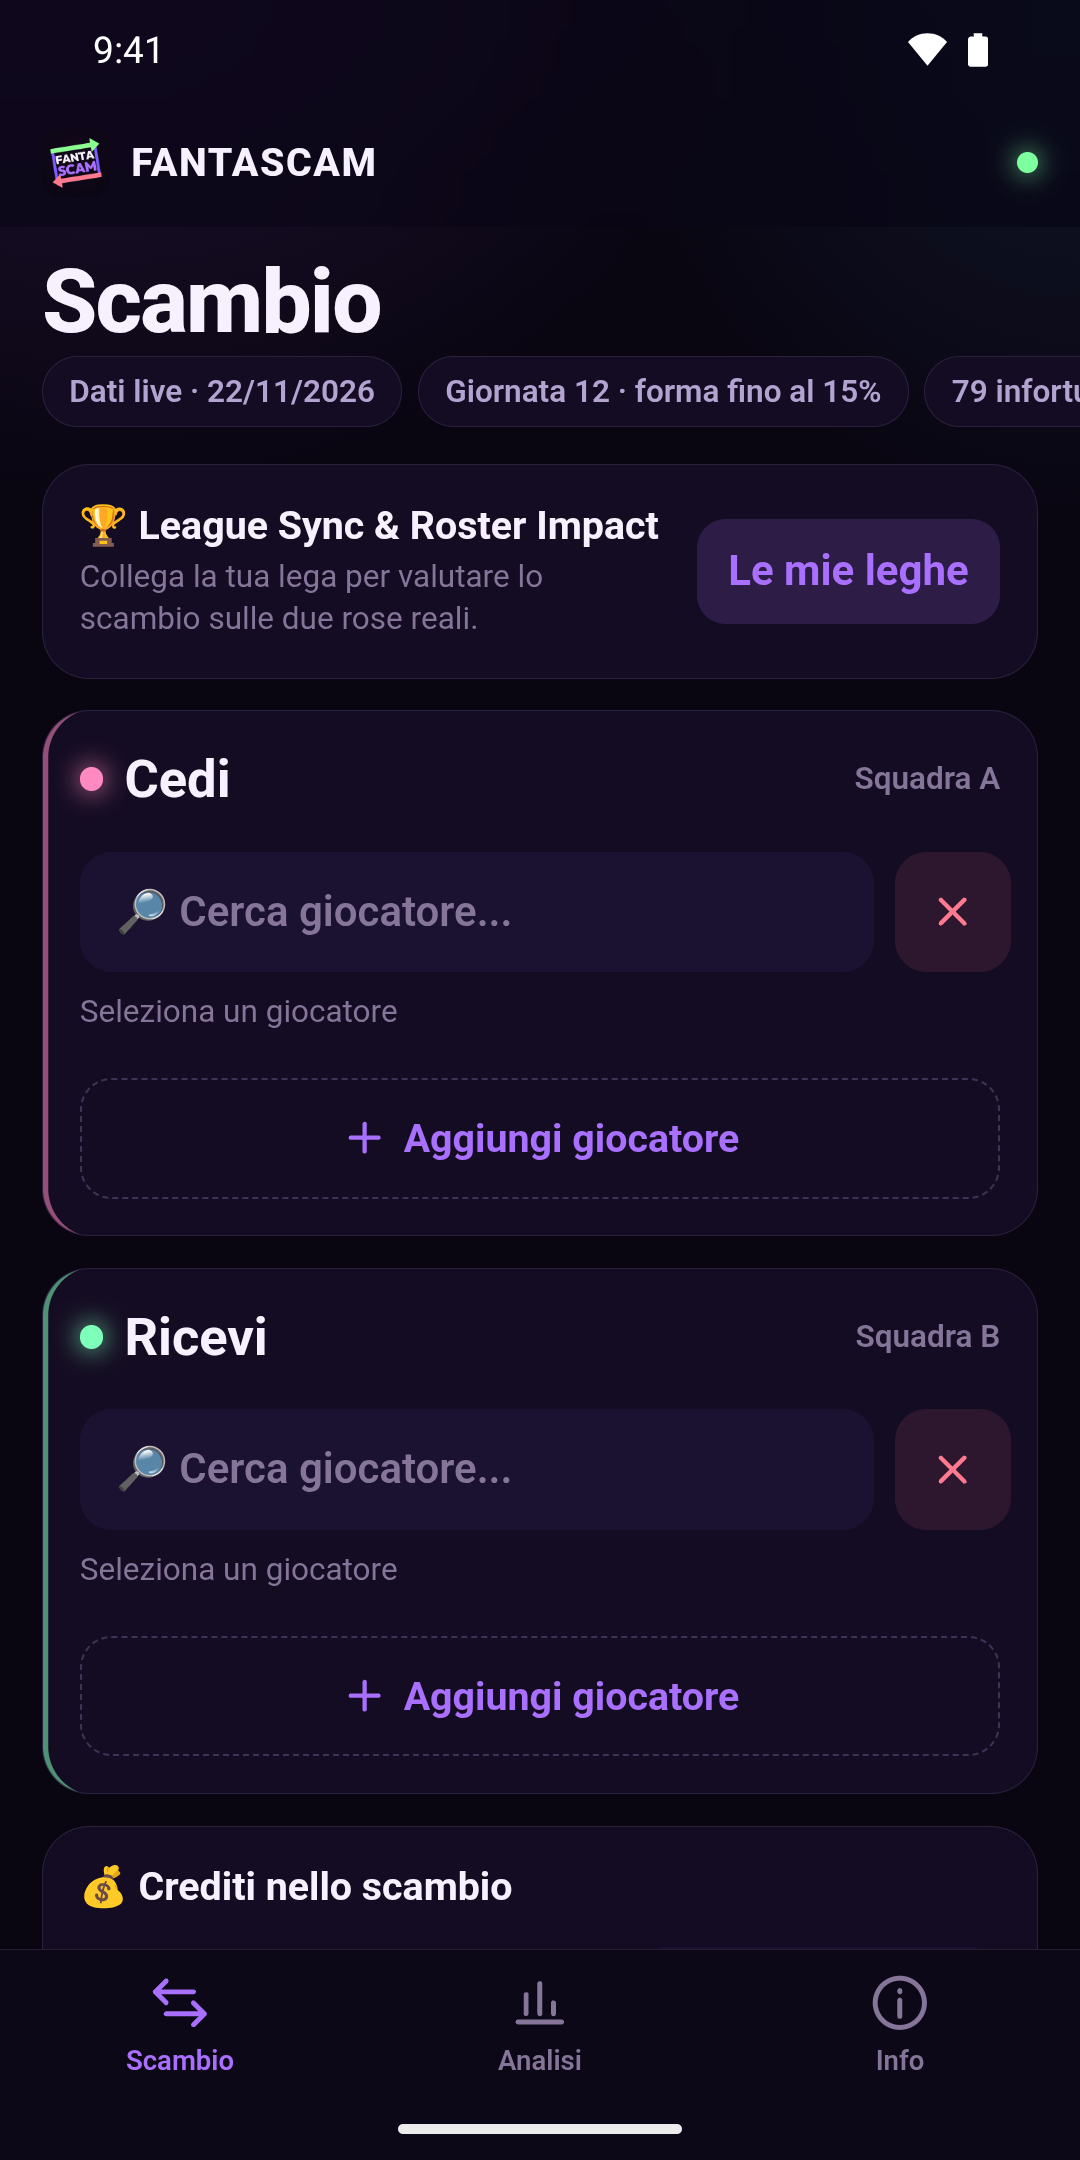 9:41
FANTA
SCAM
FANTASCAM
Scambio
Dati live · 22/11/2026
Giornata 12 · forma fino al 15%
79 infortu
🏆 League Sync & Roster Impact
Collega la tua lega per valutare lo
scambio sulle due rose reali.
Le mie leghe
Cedi
Squadra A
🔎 Cerca giocatore...
Seleziona un giocatore
+ Aggiungi giocatore
Ricevi
Squadra B
🔎 Cerca giocatore...
Seleziona un giocatore
+ Aggiungi giocatore
💰 Crediti nello scambio
Scambio
Analisi
Info